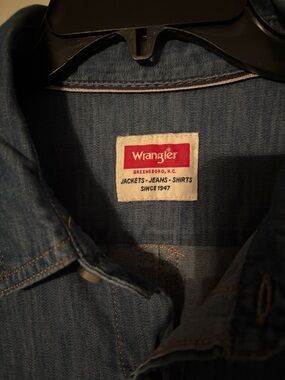 Wrangler
GREENSBORO, N.C.
JACKETS - JEANS - SHIRTS
SINCE 1947